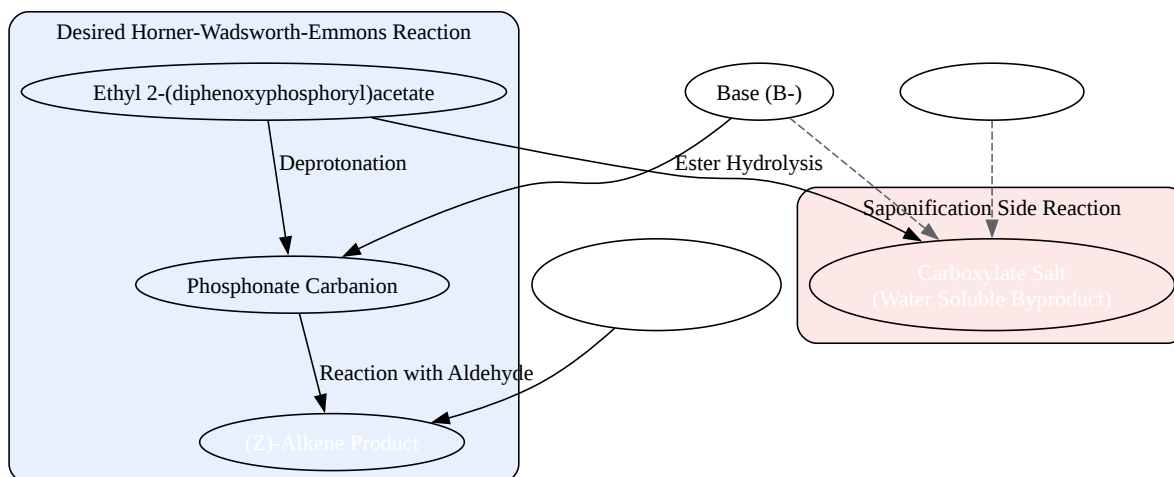 Desired Horner-Wadsworth-Emmons Reaction
Ethyl 2-(diphenoxyphosphoryl)acetate
Base (B-)
Deprotonation
Ester Hydrolysis
Saponification Side Reaction
Phosphonate Carbanion
Carboxylate Salt
(Water Soluble Byproduct)
Reaction with Aldehyde
(Z)-Alkene Product